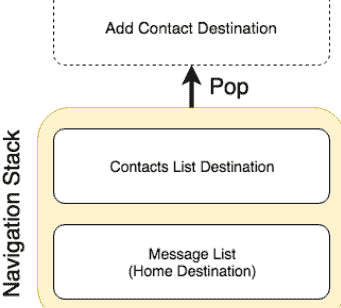 Add Contact Destination
Pop
Navigation Stack
Contacts List Destination
Message List
(Home Destination)